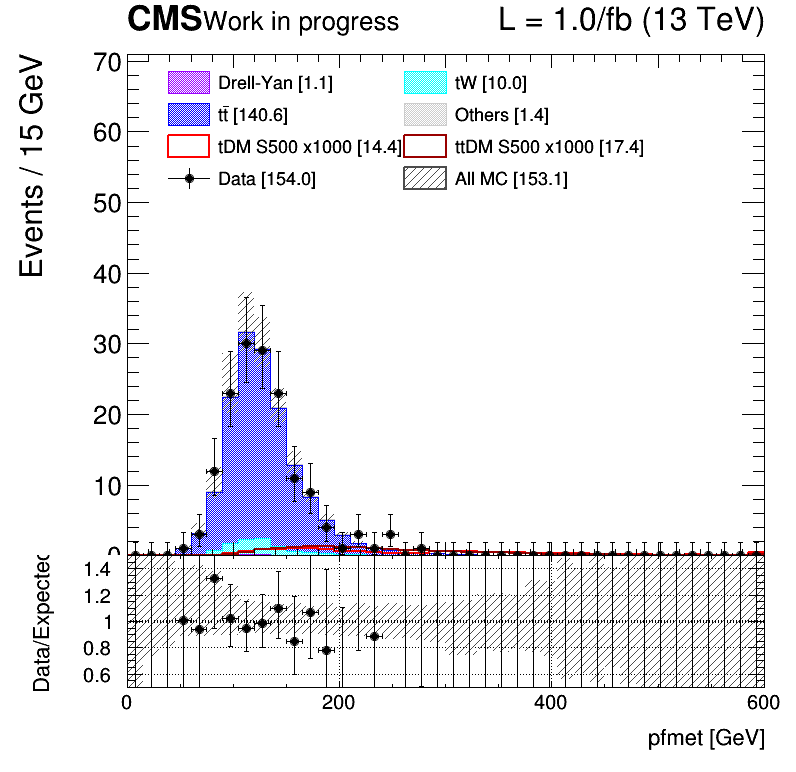 CMS Work in progress L = 1.0/fb (13 TeV)
Events / 15 GeV
70
60
50
40
30
20
10
0
Drell-Yan [1.1] tW [10.0]
tt̄ [140.6] Others [1.4]
tDM S500 x1000 [14.4] ttDM S500 x1000 [17.4]
Data [154.0] All MC [153.1]
Data/Expected
1.4
1.2
1
0.8
0.6
0 200 400 600
pfmet [GeV]